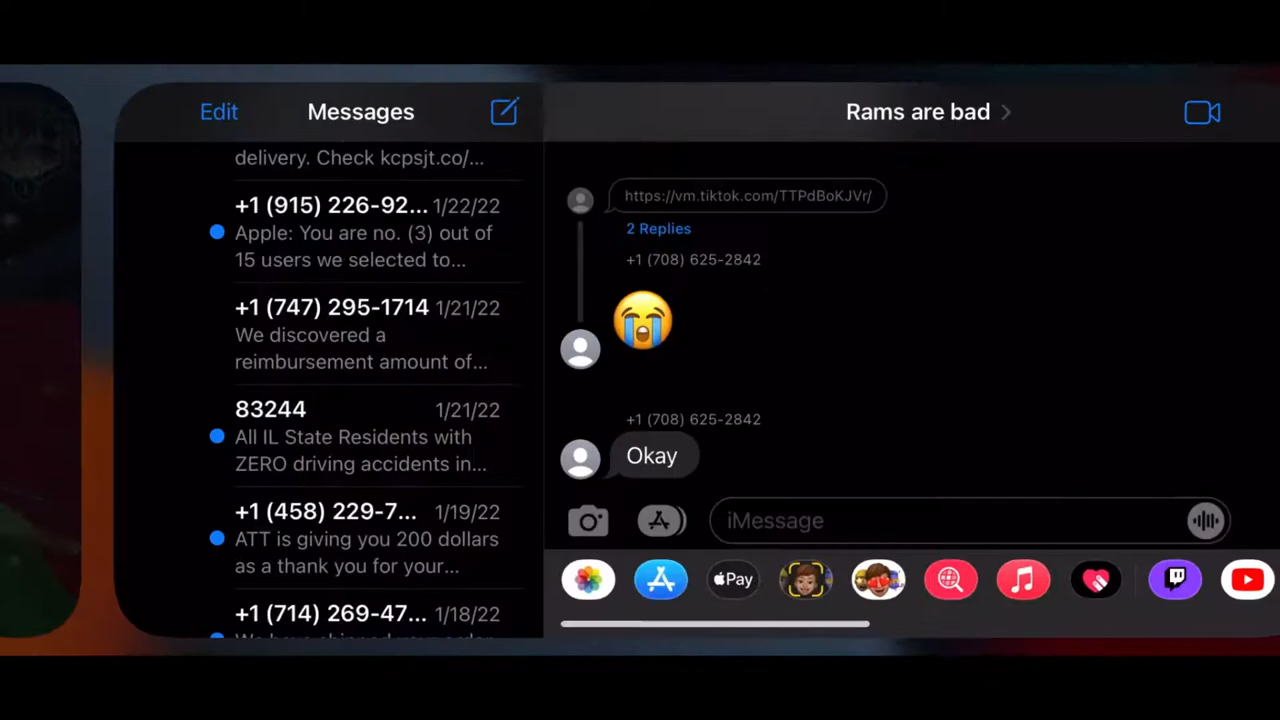 Edit
Messages
delivery. Check kcpsjt.co/...
+1 (915) 226-92... 1/22/22
Apple: You are no. (3) out of
15 users we selected to...
+1 (747) 295-1714 1/21/22
We discovered a
reimbursement amount of...
83244 1/21/22
All IL State Residents with
ZERO driving accidents in...
+1 (458) 229-7... 1/19/22
ATT is giving you 200 dollars
as a thank you for your...
+1 (714) 269-47... 1/18/22
Rams are bad
https://vm.tiktok.com/TTPdBoKJVr/
2 Replies
+1 (708) 625-2842
+1 (708) 625-2842
Okay
iMessage
Pay